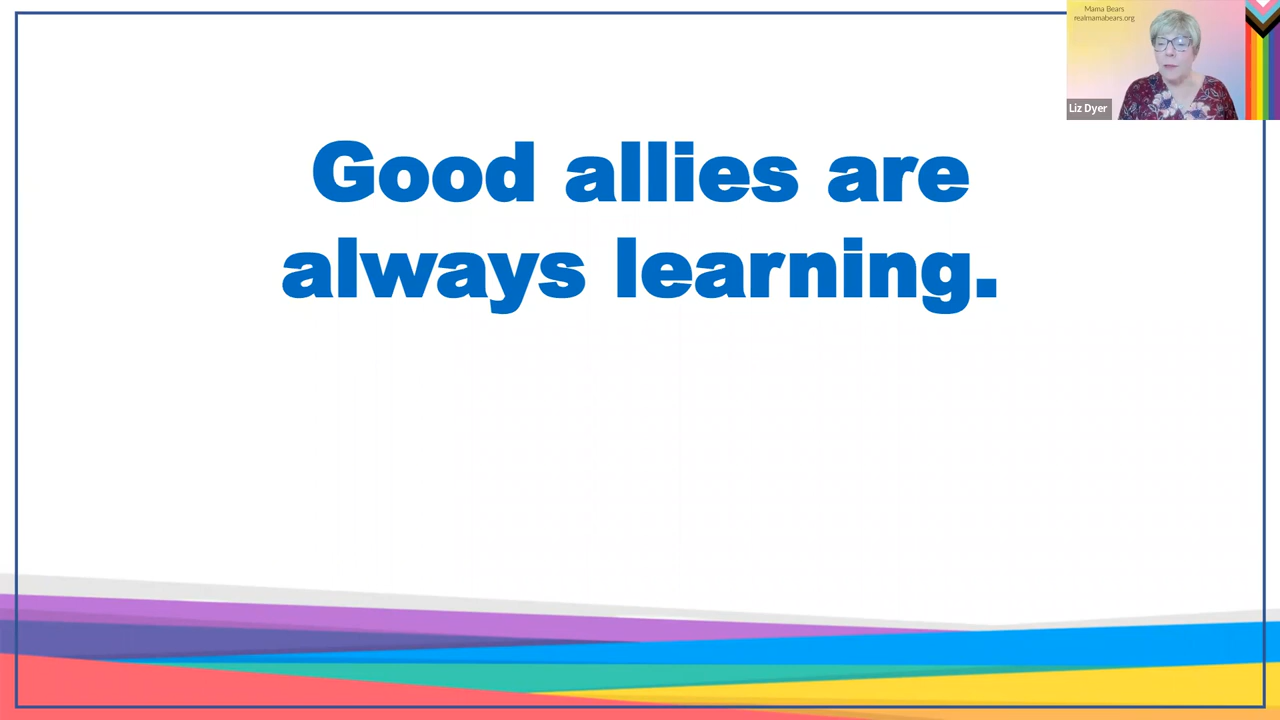 Mama Bears
realmamabears.org
Liz Dyer
Good allies are
always learning.